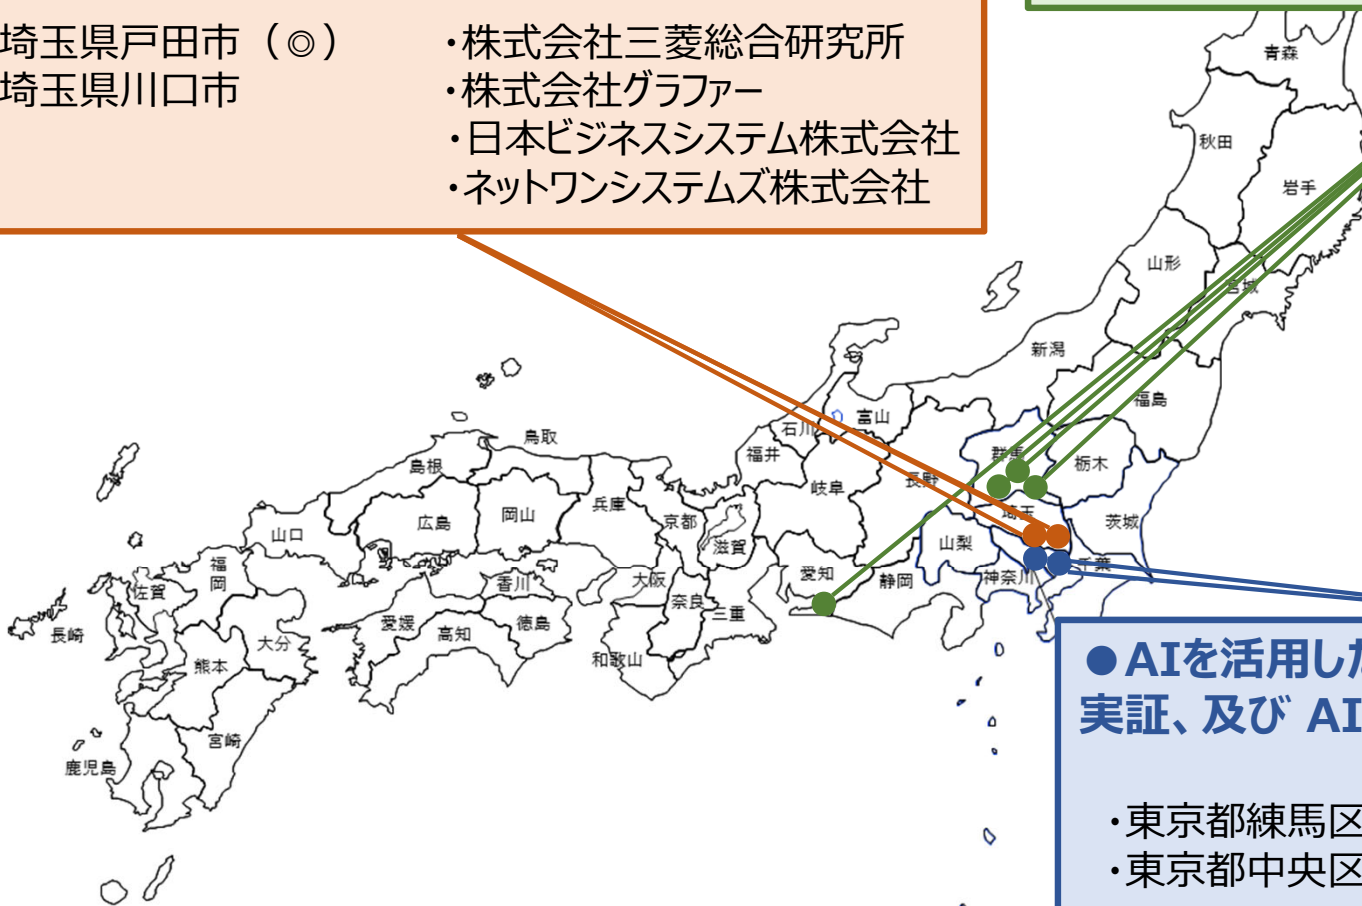 埼玉県戸田市（◎）
埼玉県川口市
・株式会社三菱総合研究所
・株式会社グラファー
・日本ビジネスシステム株式会社
・ネットワンシステムズ株式会社
青森
秋田
岩手
山形
宮城
新潟
福島
富山
石川
福井
群馬
栃木
長野
岐阜
埼玉
茨城
山梨
千葉
神奈川
愛知
静岡
鳥取
島根
兵庫
京都
滋賀
岡山
広島
山口
福岡
佐賀
長崎
大分
熊本
宮崎
鹿児島
香川
愛媛
高知
徳島
大阪
奈良
三重
和歌山
●AIを活用した
実証、及び AI
・東京都練馬区
・東京都中央区